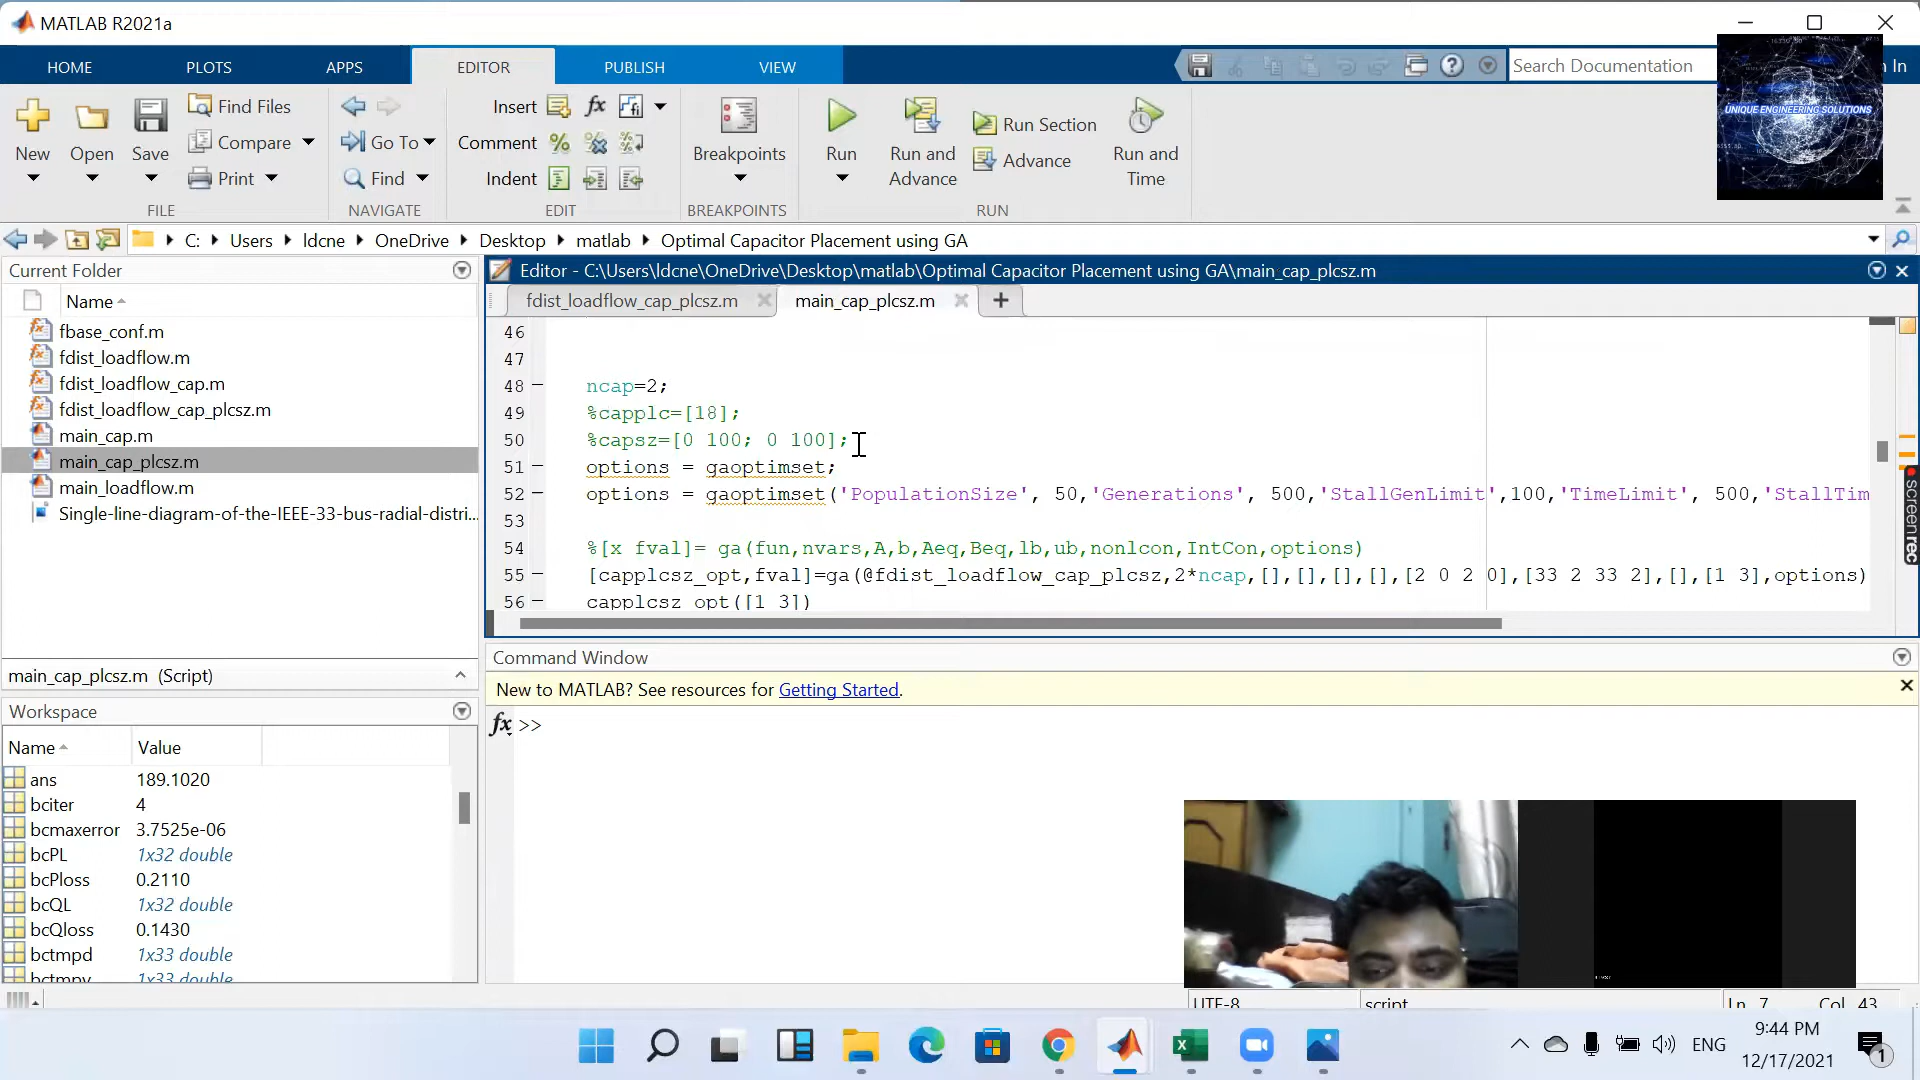 MATLAB R2021a
HOME PLOTS APPS EDITOR PUBLISH VIEW
Search Documentation
In
UNIQUE ENGINEERING SOLUTIONS
New
Open
Save
Find Files
Compare
Print
FILE
Go To
Find
NAVIGATE
Insert
Comment
Indent
EDIT
Breakpoints
BREAKPOINTS
Run
Run and Advance
Run Section
Advance
Run and Time
RUN
C: Users ldcne OneDrive Desktop matlab Optimal Capacitor Placement using GA
Current Folder
Name
fbase_conf.m
fdist_loadflow.m
fdist_loadflow_cap.m
fdist_loadflow_cap_plcsz.m
main_cap.m
main_cap_plcsz.m
main_loadflow.m
Single-line-diagram-of-the-IEEE-33-bus-radial-distri...
main_cap_plcsz.m (Script)
Workspace
Name Value
ans 189.1020
bciter 4
bcmaxerror 3.7525e-06
bcPL 1x32 double
bcPloss 0.2110
bcQL 1x32 double
bcQloss 0.1430
bctmpd 1x33 double
bctmpv 1x33 double
Editor - C:\Users\ldcne\OneDrive\Desktop\matlab\Optimal Capacitor Placement using GA\main_cap_plcsz.m
fdist_loadflow_cap_plcsz.m main_cap_plcsz.m
46
47
48 ncap=2;
49 %capplc=[18];
50 %capsz=[0 100; 0 100];
51 options = gaoptimset;
52 options = gaoptimset('PopulationSize', 50,'Generations', 500,'StallGenLimit',100,'TimeLimit', 500,'StallTim
53
54 %[x fval]= ga(fun,nvars,A,b,Aeq,Beq,lb,ub,nonlcon,IntCon,options)
55 [capplcsz_opt,fval]=ga(@fdist_loadflow_cap_plcsz,2*ncap,[],[],[],[],[2 0 2 0],[33 2 33 2],[],[1 3],options)
56 capplcsz_opt([1 3])
Command Window
New to MATLAB? See resources for Getting Started.
fx >>
screenrec
UTF-8 script Ln 7 Col 43
ENG
9:44 PM
12/17/2021
1